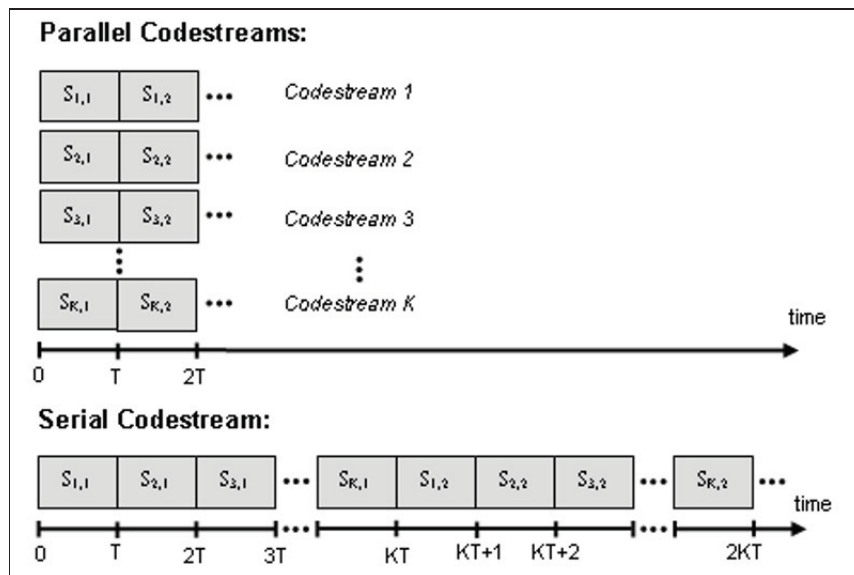 Parallel Codestreams:
S1,1 S1,2 ••• Codestream 1
S2,1 S2,2 ••• Codestream 2
S3,1 S3,2 ••• Codestream 3
SK,1 SK,2 ••• Codestream K
time
0 T 2T
Serial Codestream:
S1,1 S2,1 S3,1 ••• SK,1 S1,2 S2,2 S3,2 ••• SK,2 •••
time
0 T 2T 3T KT KT+1 KT+2 2KT